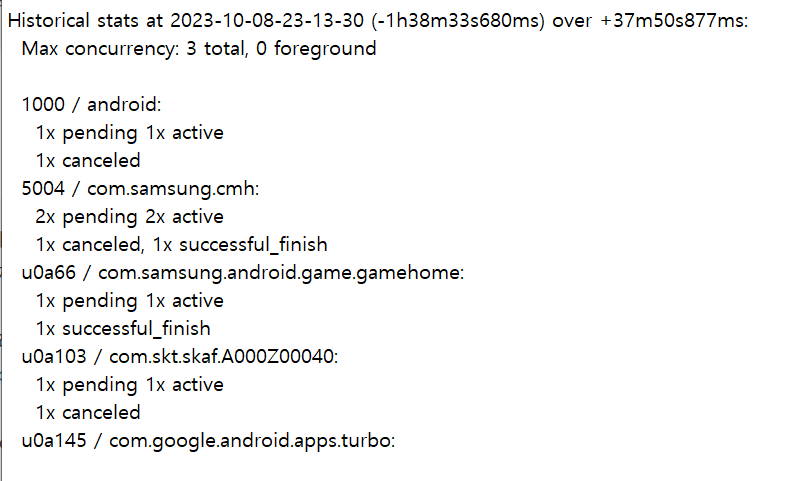 Historical stats at 2023-10-08-23-13-30 (-1h38m33s680ms) over +37m50s877ms:
Max concurrency: 3 total, 0 foreground
1000 / android:
1x pending 1x active
1x canceled
5004 / com.samsung.cmh:
2x pending 2x active
1x canceled, 1x successful_finish
u0a66 / com.samsung.android.game.gamehome:
1x pending 1x active
1x successful_finish
u0a103 / com.skt.skaf.A000Z00040:
1x pending 1x active
1x canceled
u0a145 / com.google.android.apps.turbo: